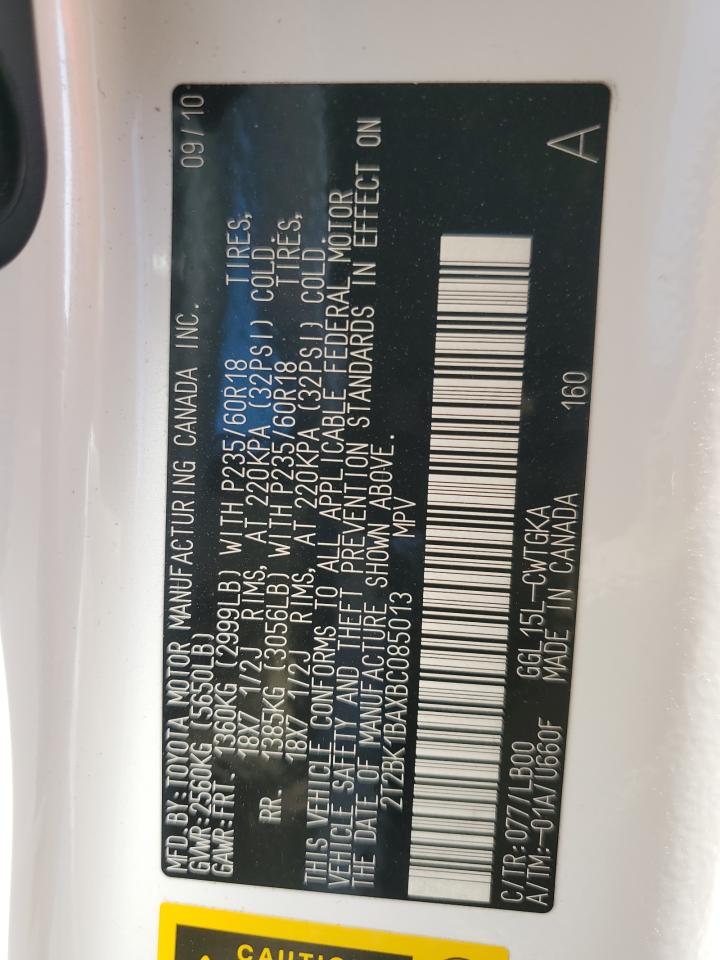 MFD. BY: TOYOTA MOTOR MANUFACTURING CANADA INC. 09/10
GVWR: 2560KG (5650LB)
GAWR: FRT. 1360KG (2999LB) WITH P235/60R18 TIRES,
18X7 1/2J RIMS, AT 220KPA (32PSI) COLD.
RR. 1385KG (3056LB) WITH P235/60R18 TIRES,
18X7 1/2J RIMS, AT 220KPA (32PSI) COLD.
THIS VEHICLE CONFORMS TO ALL APPLICABLE FEDERAL MOTOR
VEHICLE SAFETY AND THEFT PREVENTION STANDARDS IN EFFECT ON
THE DATE OF MANUFACTURE SHOWN ABOVE.
2T2BK1BAXBC085013 MPV
C/TR: 077/LB00 GGL15L-CWTGKA 160 A
A/TM:-01A/U660F MADE IN CANADA
CAUTION